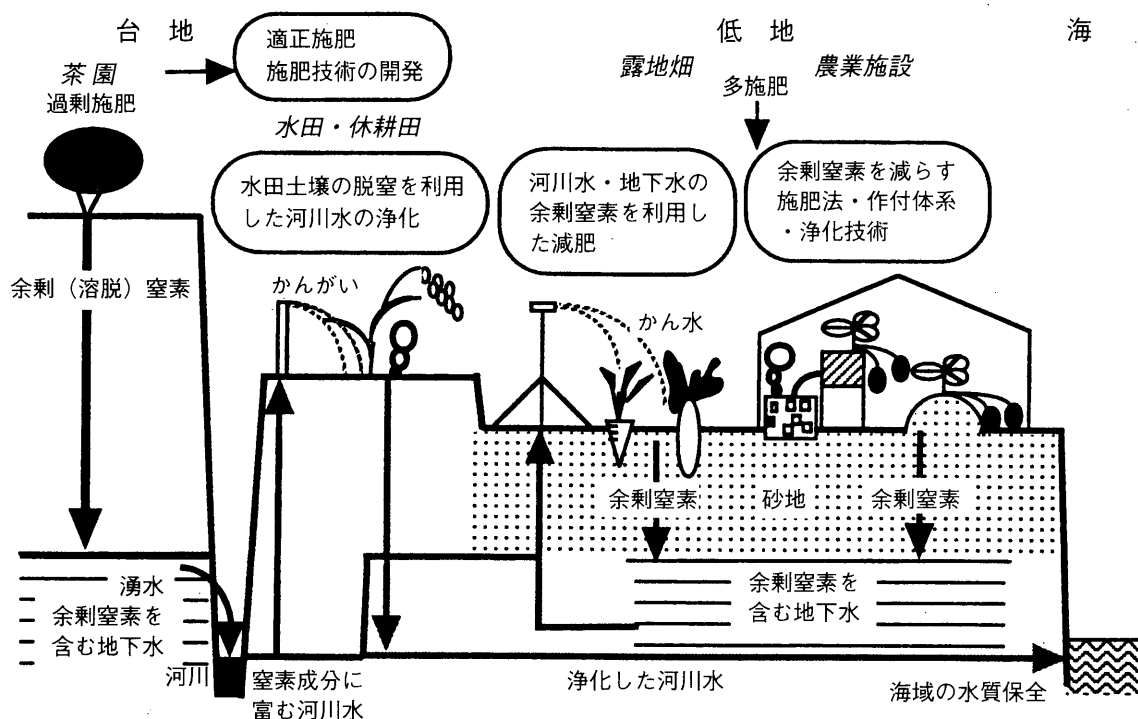 台地
低地
海
茶園
過剰施肥
適正施肥
施肥技術の開発
露地畑
農業施設
多施肥
水田・休耕田
水田土壌の脱窒を利用
した河川水の浄化
河川水・地下水の
余剰窒素を利用し
た減肥
余剰窒素を減らす
施肥法・作付体系
・浄化技術
余剰（溶脱）窒素
かんがい
かん水
余剰窒素
砂地
余剰窒素
湧水
余剰窒素を
含む地下水
余剰窒素を
含む地下水
河川
窒素成分に
富む河川水
浄化した河川水
海域の水質保全